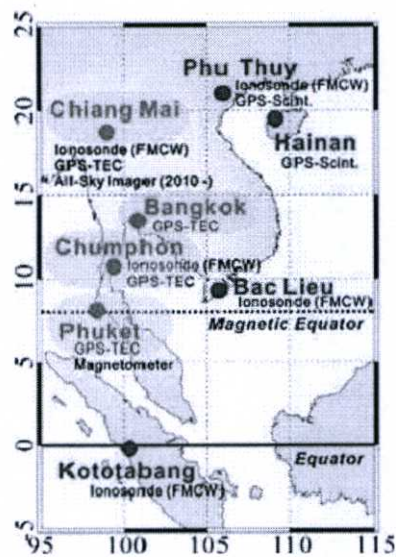 25
20
15
10
5
0
5
95 100 105 110 115
Phu Thuy
Ionosonde (FMCW)
GPS-Scint.
Chiang Mai
Ionosonde (FMCW)
GPS-TEC
All-Sky Imager (2010 -)
Hainan
GPS-Scint.
Bangkok
GPS-TEC
Chumphon
Ionosonde (FMCW)
GPS-TEC
Bac Lieu
Ionosonde (FMCW)
Magnetic Equator
Phuket
GPS-TEC
Magnetometer
Equator
Kototabang
Ionosonde (FMCW)